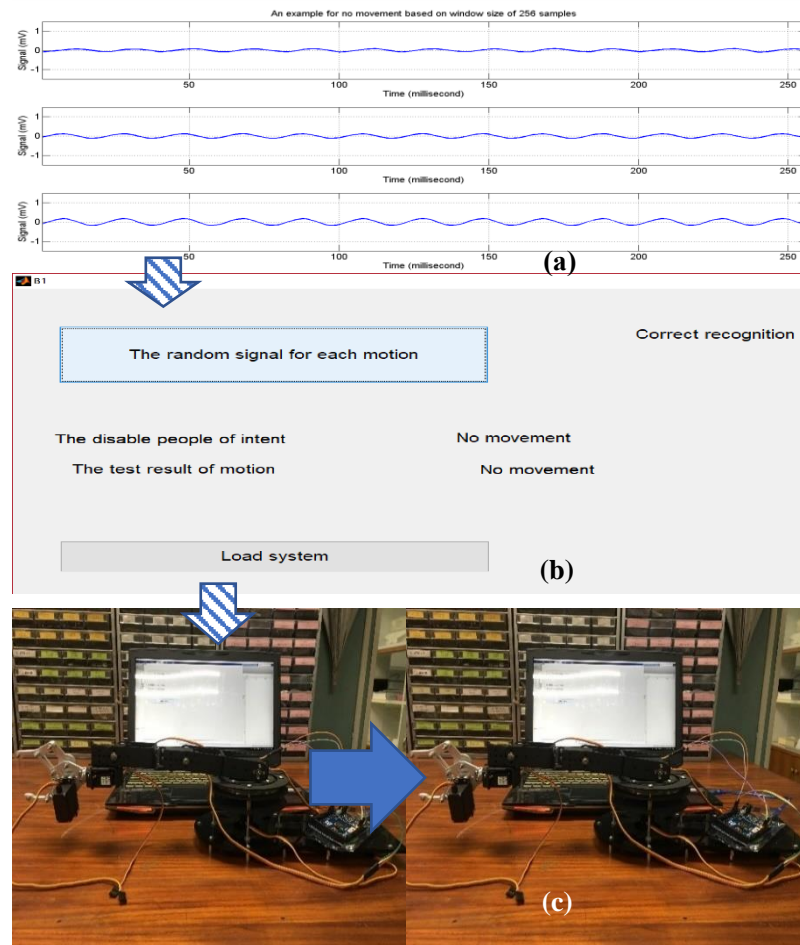 An example for no movement based on window size of 256 samples
Signal (mV)
1
0
-1
50 100 150 200 250
Time (millisecond)
Signal (mV)
1
0
-1
50 100 150 200 250
Time (millisecond)
Signal (mV)
1
0
-1
50 100 150 200 250
Time (millisecond)
(a)
B1
The random signal for each motion
Correct recognition
The disable people of intent No movement
The test result of motion No movement
Load system
(b)
(c)